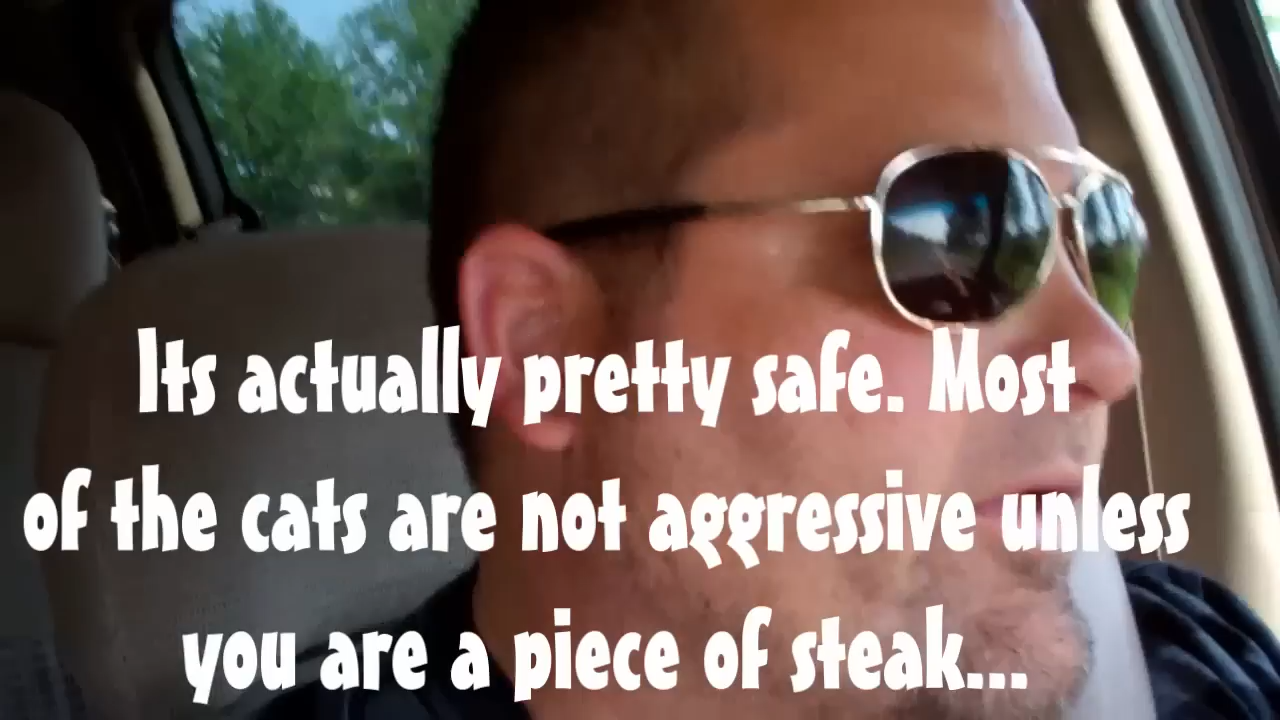 Its actually pretty safe. Most
of the cats are not aggressive unless
you are a piece of steak...